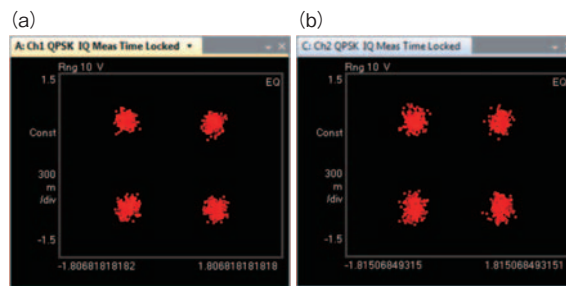 (a)
A: Ch1 QPSK IQ Meas Time Locked
Rng 10 V
1.5
EQ
Const
300
m
/div
-1.5
-1.80681818182
1.806818181818
(b)
C: Ch2 QPSK IQ Meas Time Locked
Rng 10 V
1.5
EQ
Const
300
m
/div
-1.5
-1.81506849315
1.815068493151